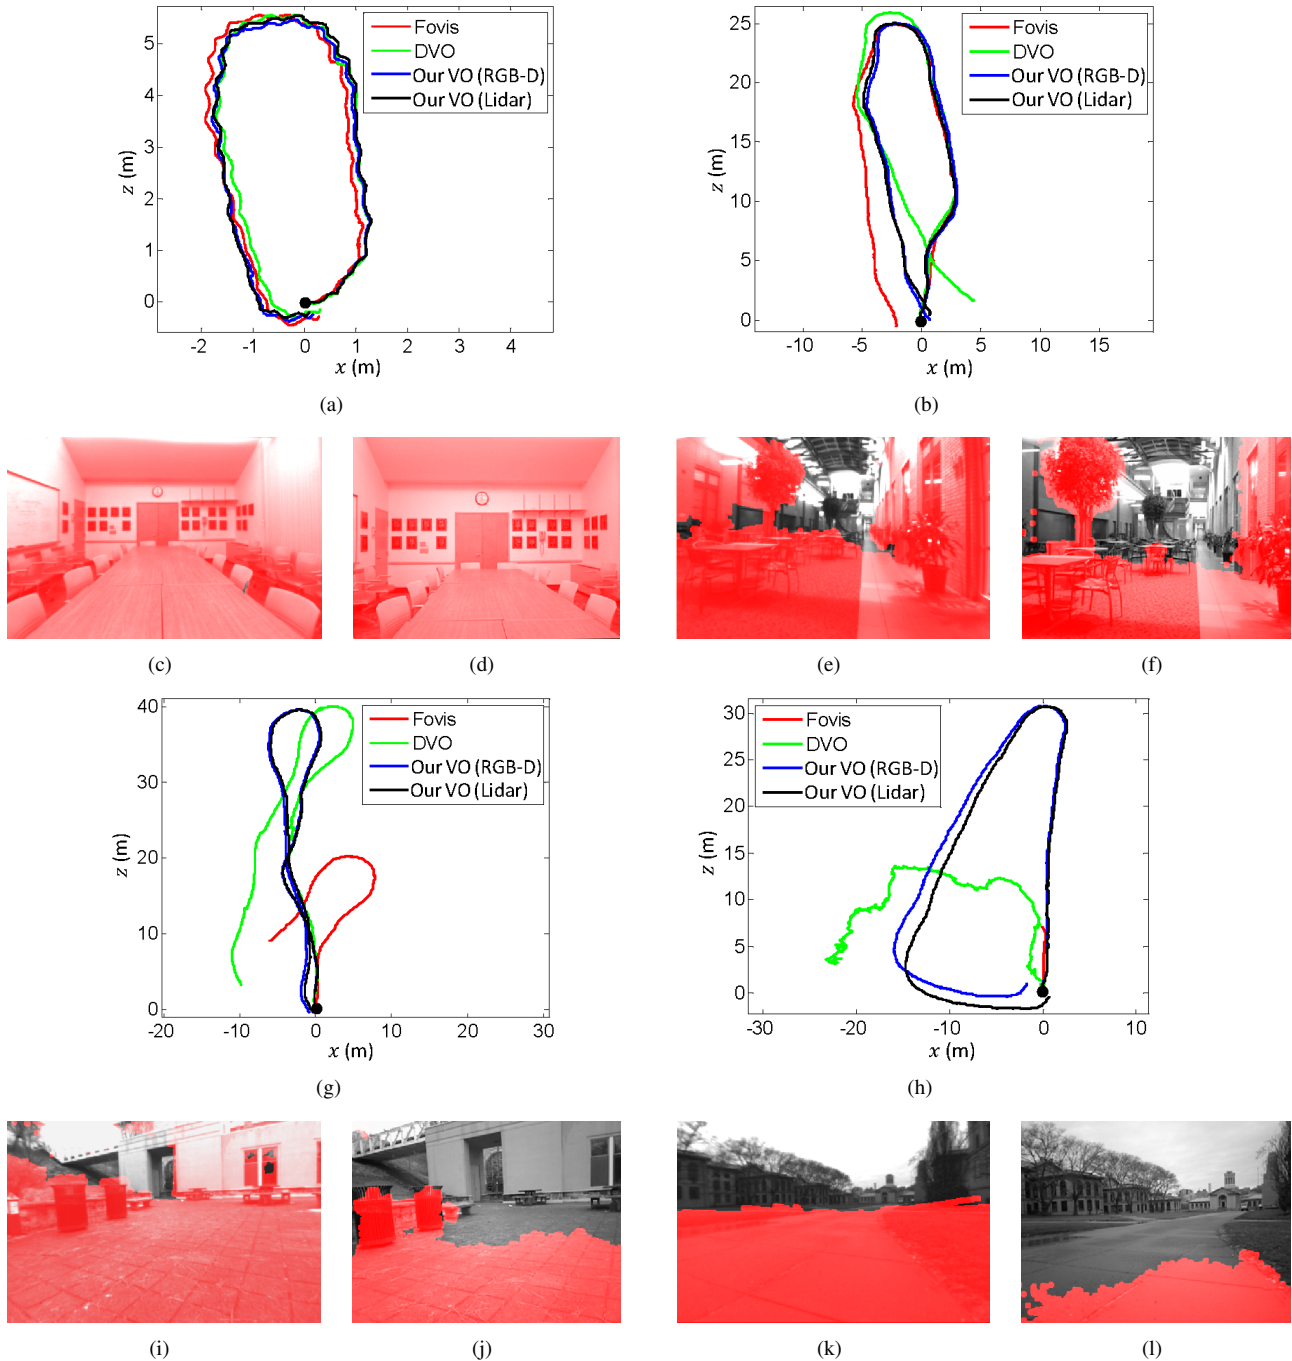 5
4
3
2
1
0
z (m)
-2
-1
0
1
2
3
4
x (m)
Fovis
DVO
Our VO (RGB-D)
Our VO (Lidar)
(a)
25
20
15
10
5
0
z (m)
-10
-5
0
5
10
15
x (m)
Fovis
DVO
Our VO (RGB-D)
Our VO (Lidar)
(b)
(c)
(d)
(e)
(f)
40
30
20
10
0
z (m)
-20
-10
0
10
20
30
x (m)
Fovis
DVO
Our VO (RGB-D)
Our VO (Lidar)
(g)
30
25
20
15
10
5
0
z (m)
-30
-20
-10
0
10
x (m)
Fovis
DVO
Our VO (RGB-D)
Our VO (Lidar)
(h)
(i)
(j)
(k)
(l)